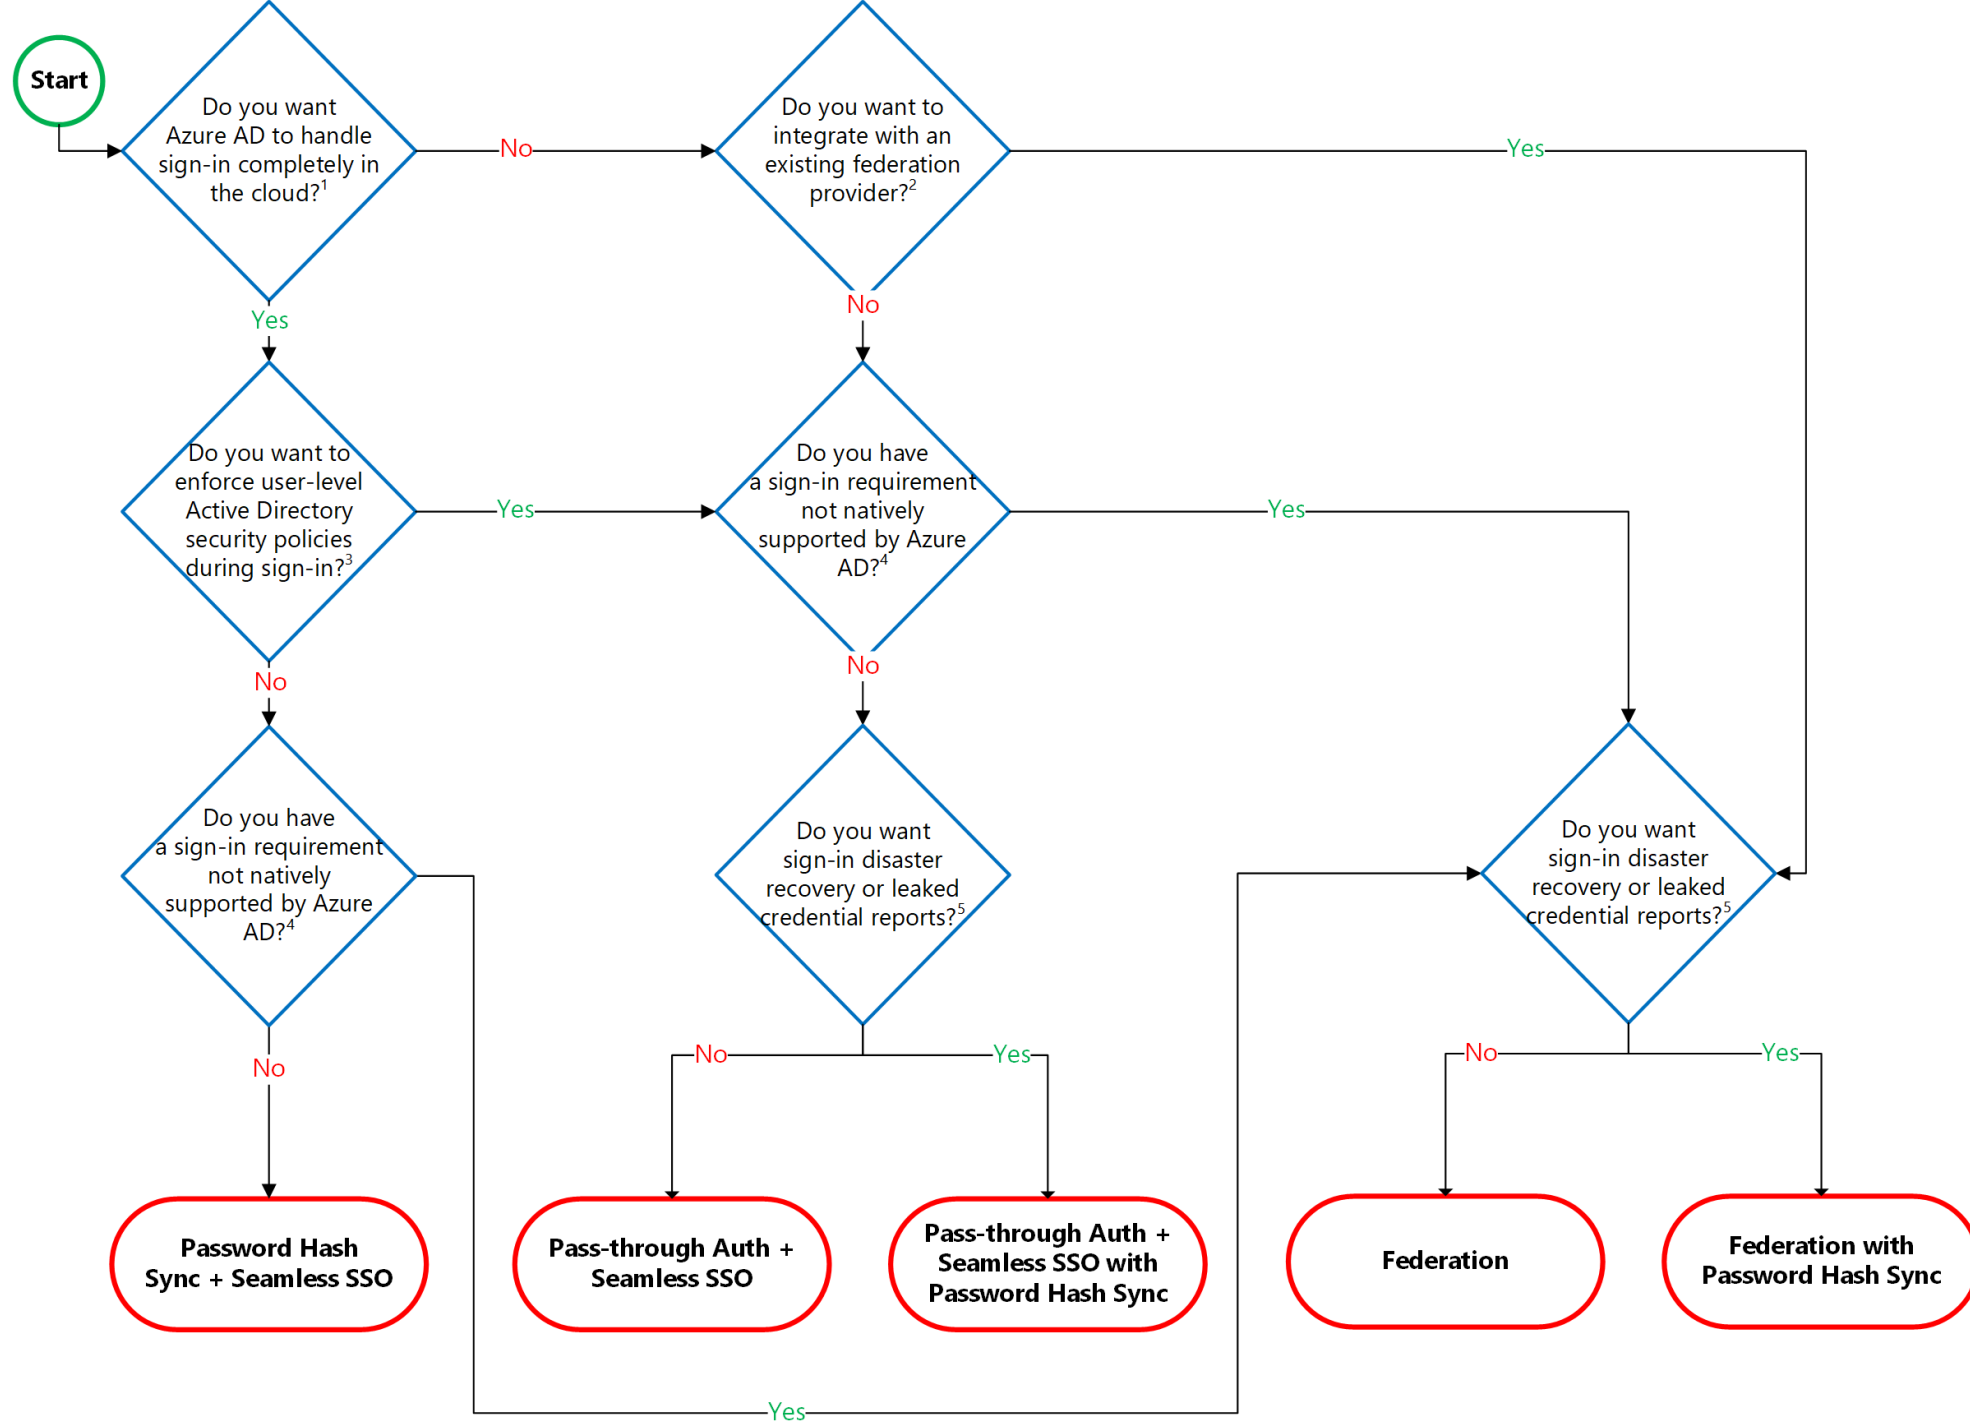 Start
Do you want
Azure AD to handle
sign-in completely in
the cloud?1
No
Do you want to
integrate with an
existing federation
provider?2
Yes
Yes
No
Do you want to
enforce user-level
Active Directory
security policies
during sign-in?3
Yes
Do you have
a sign-in requirement
not natively
supported by Azure
AD?4
Yes
No
No
Do you have
a sign-in requirement
not natively
supported by Azure
AD?4
Do you want
sign-in disaster
recovery or leaked
credential reports?5
Do you want
sign-in disaster
recovery or leaked
credential reports?5
No
No
Yes
No
Yes
Password Hash
Sync + Seamless SSO
Pass-through Auth +
Seamless SSO
Pass-through Auth +
Seamless SSO with
Password Hash Sync
Federation
Federation with
Password Hash Sync
Yes